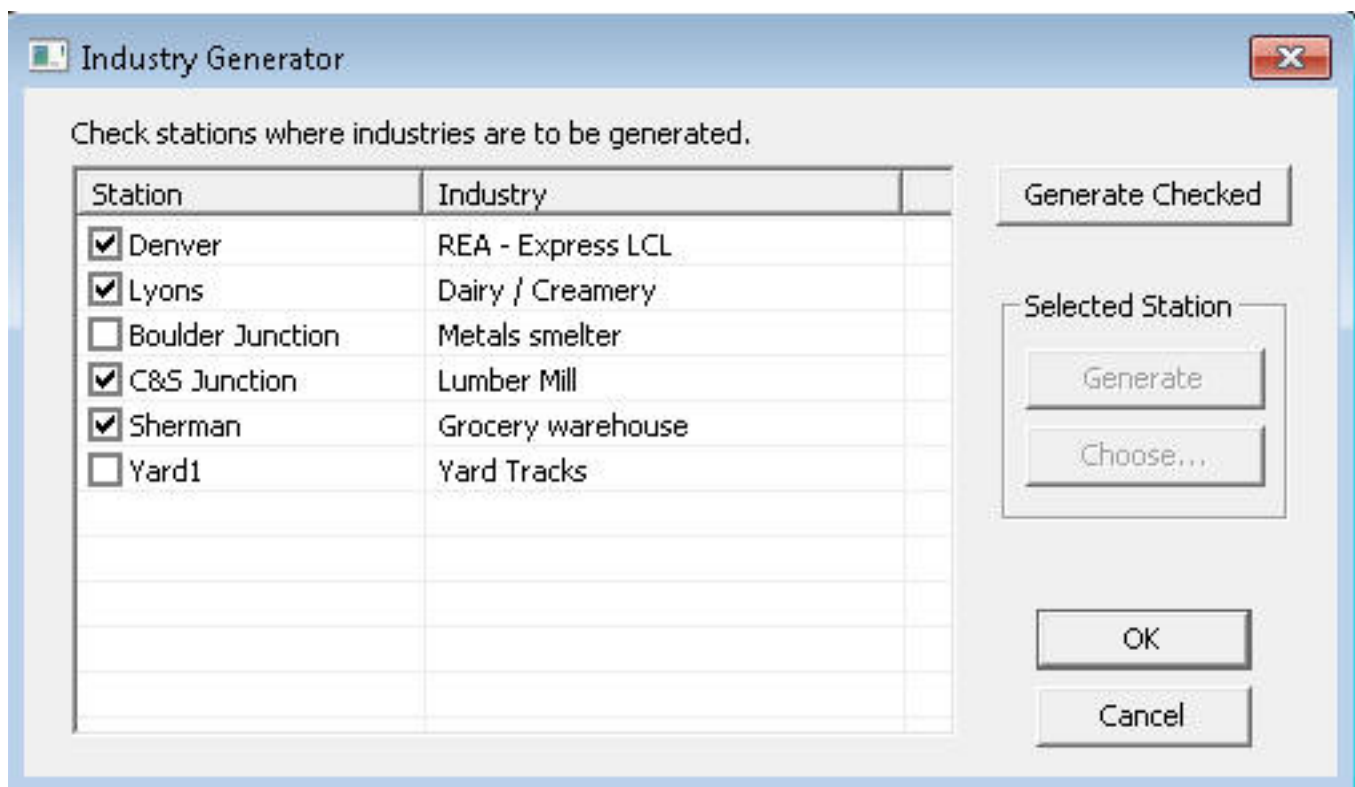 Industry Generator
Check stations where industries are to be generated.
Station Industry
Denver REA - Express LCL
Lyons Dairy / Creamery
Boulder Junction Metals smelter
C&S Junction Lumber Mill
Sherman Grocery warehouse
Yard1 Yard Tracks
Generate Checked
Selected Station
Generate
Choose...
OK
Cancel